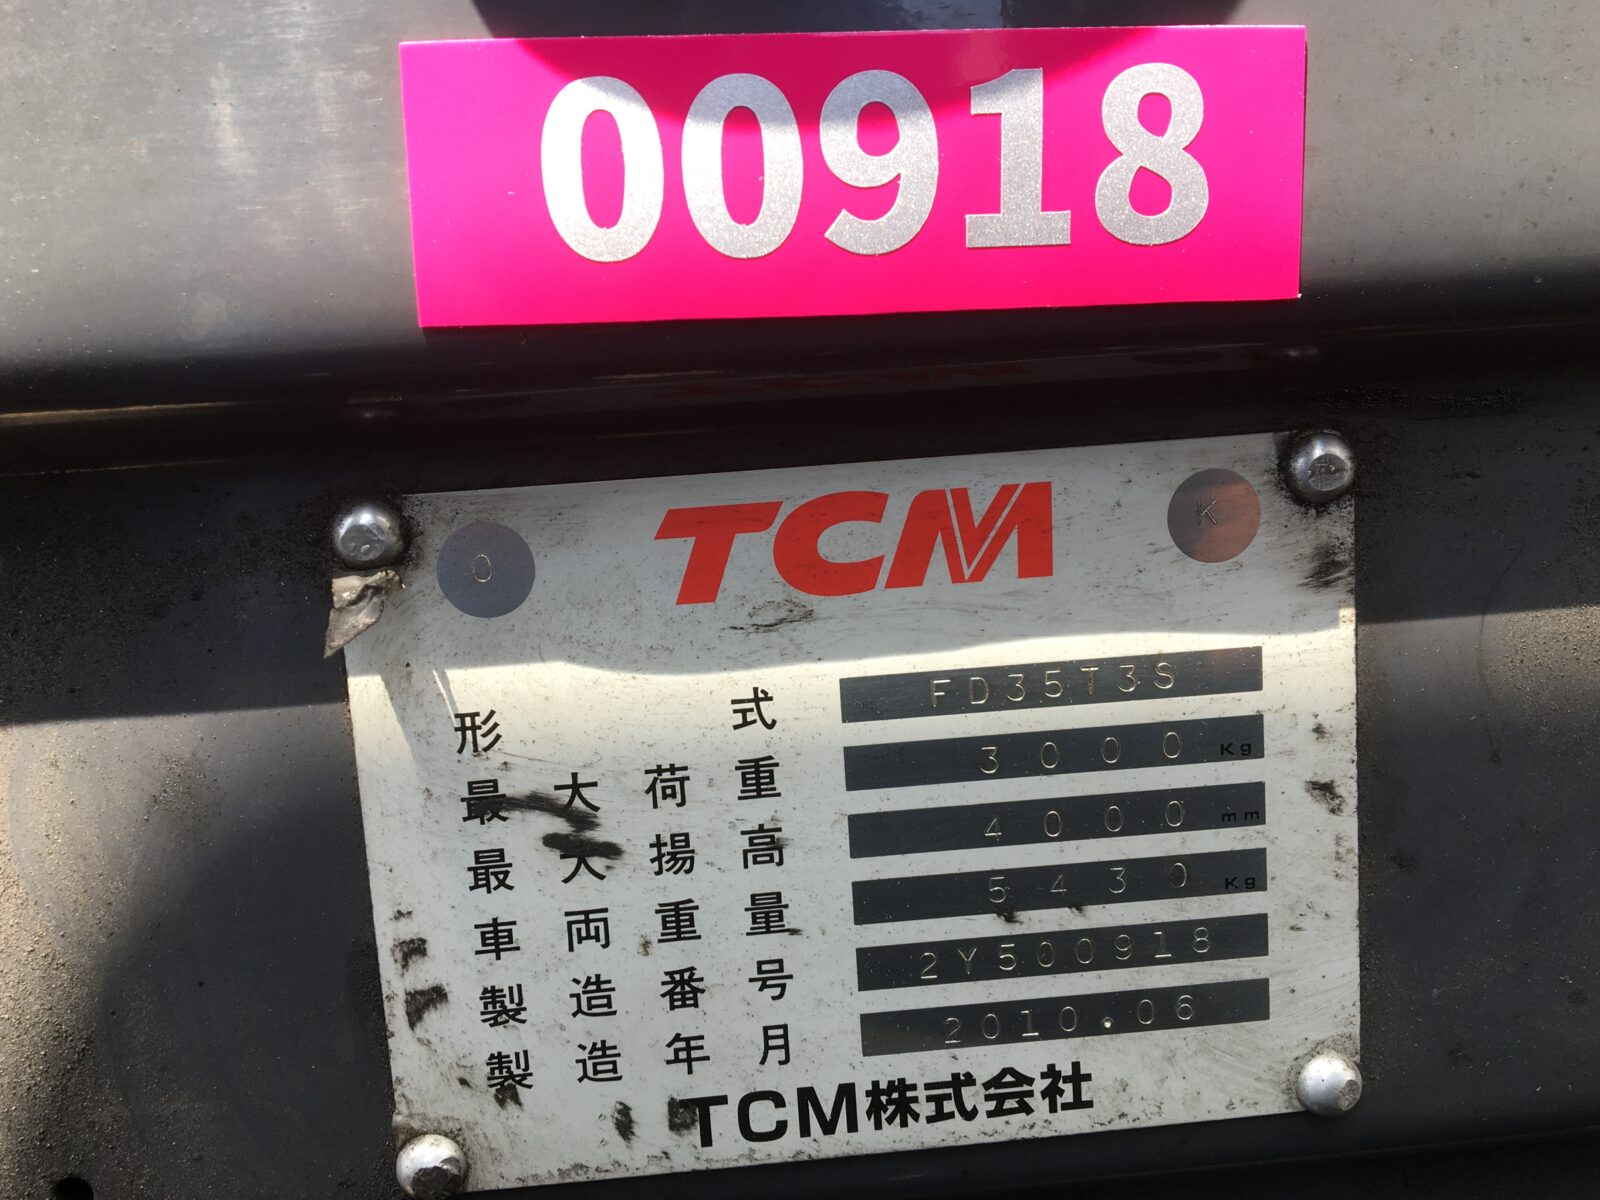 00918
O TCM K
形式 FD35T3S
最大荷重 3000 Kg
最大揚高 4000 mm
車両重量 5430 Kg
製造番号 2Y500918
製造年月 2010.06
TCM株式会社